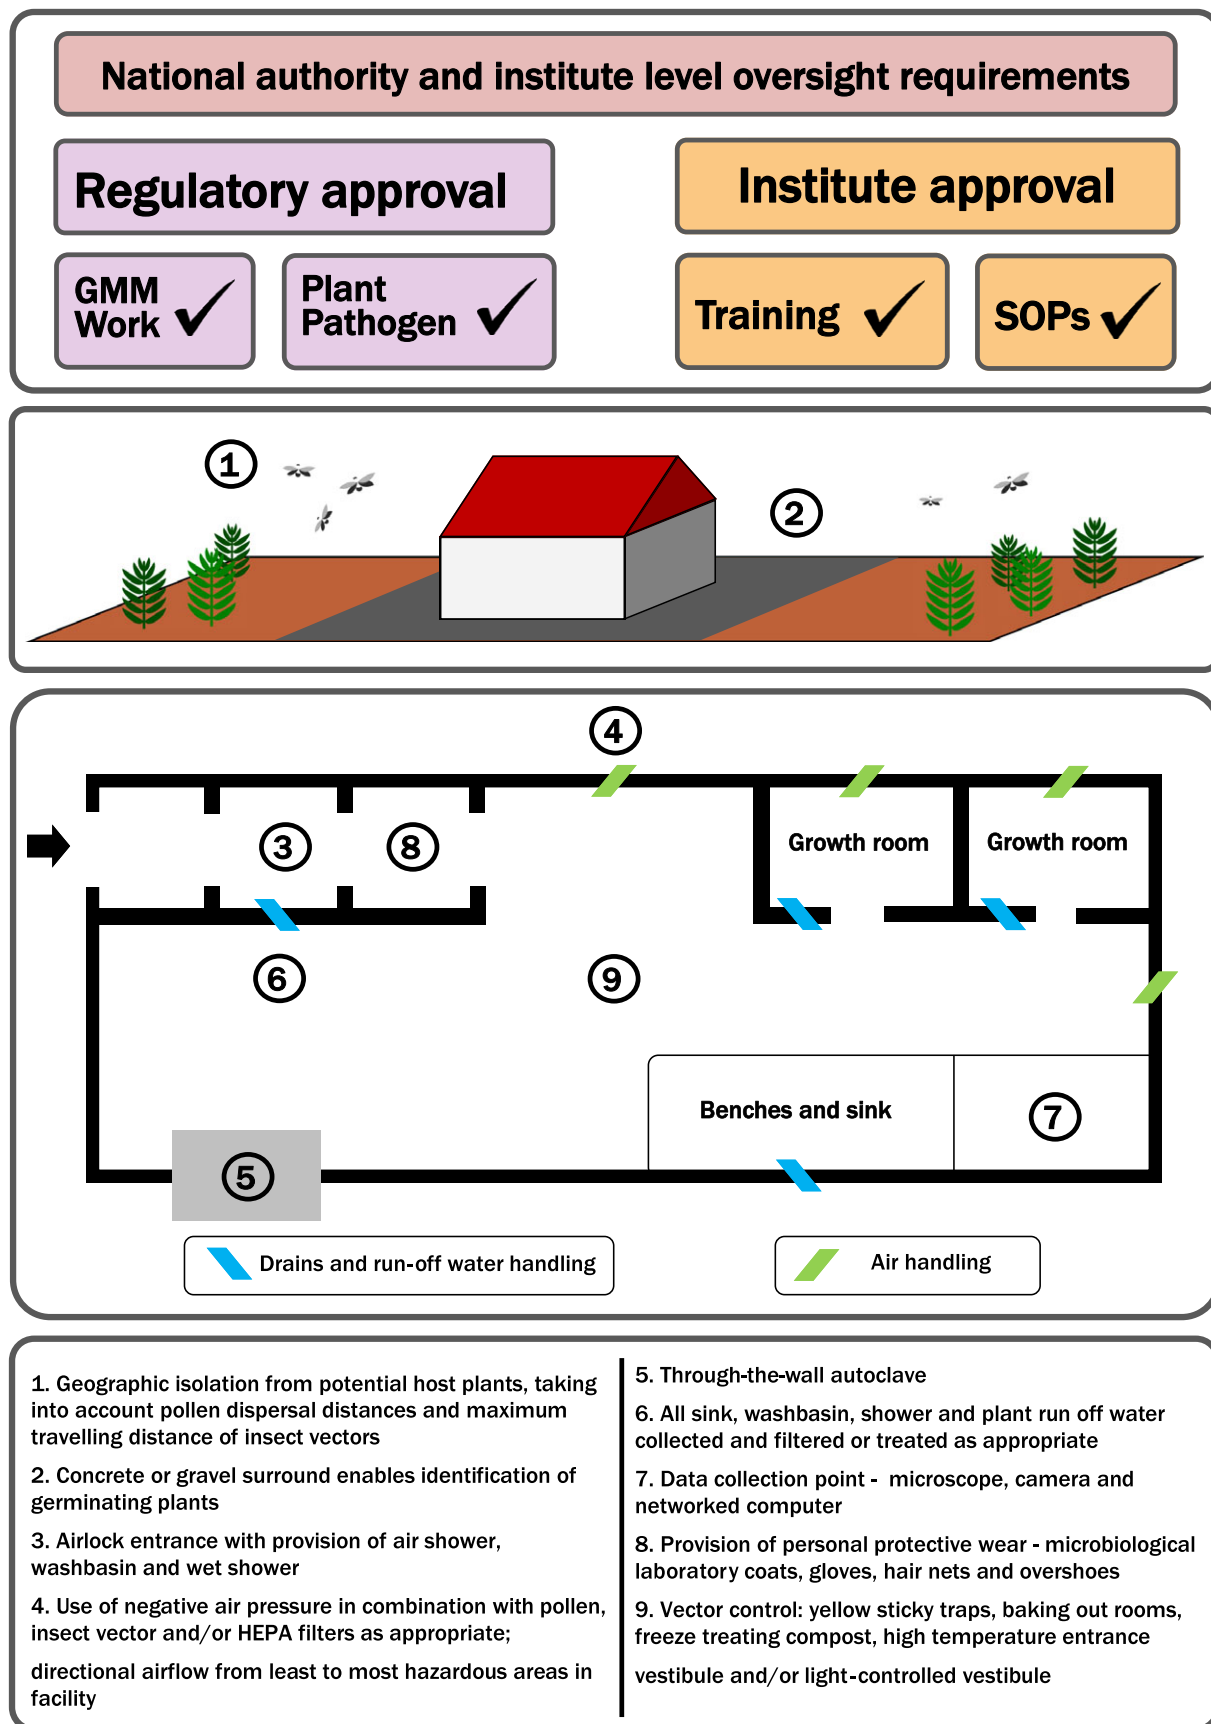 National authority and institute level oversight requirements
Regulatory approval
Institute approval
GMM
Work
Plant
Pathogen
Training
SOPs
1
2
4
3
8
Growth room
Growth room
6
9
Benches and sink
7
5
Drains and run-off water handling
Air handling
1. Geographic isolation from potential host plants, taking
into account pollen dispersal distances and maximum
travelling distance of insect vectors
2. Concrete or gravel surround enables identification of
germinating plants
3. Airlock entrance with provision of air shower,
washbasin and wet shower
4. Use of negative air pressure in combination with pollen,
insect vector and/or HEPA filters as appropriate;
directional airflow from least to most hazardous areas in
facility
5. Through-the-wall autoclave
6. All sink, washbasin, shower and plant run off water
collected and filtered or treated as appropriate
7. Data collection point - microscope, camera and
networked computer
8. Provision of personal protective wear - microbiological
laboratory coats, gloves, hair nets and overshoes
9. Vector control: yellow sticky traps, baking out rooms,
freeze treating compost, high temperature entrance
vestibule and/or light-controlled vestibule